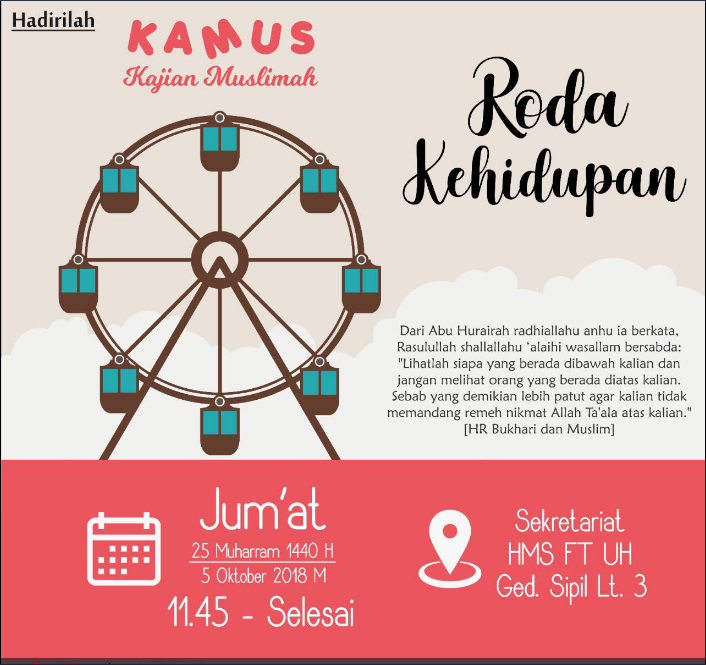 Hadirilah
KAMUS
Kajian Muslimah
Roda
Kehidupan
Dari Abu Hurairah radhiallahu anhu ia berkata,
Rasulullah shallallahu ‘alaihi wasallam bersabda:
"Lihatlah siapa yang berada dibawah kalian dan
jangan melihat orang yang berada diatas kalian.
Sebab yang demikian lebih patut agar kalian tidak
memandang remeh nikmat Allah Ta'ala atas kalian."
[HR Bukhari dan Muslim]
Jum'at
25 Muharram 1440 H
5 Oktober 2018 M
11.45 - Selesai
Sekretariat
HMS FT UH
Ged. Sipil Lt. 3